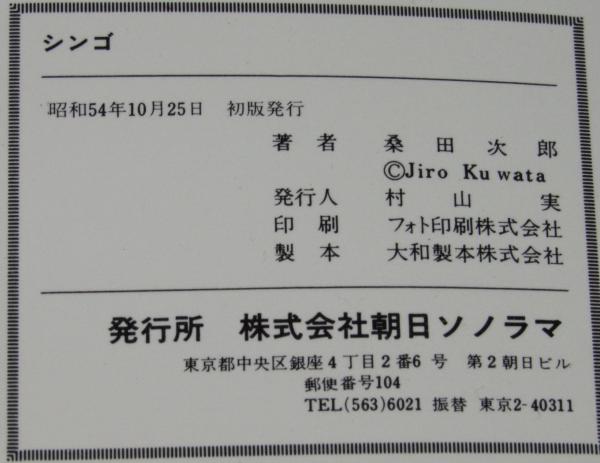 シンゴ
昭和54年10月25日 初版発行
著者 桑田次郎
©Jiro Kuwata
発行人 村山実
印刷 フォト印刷株式会社
製本 大和製本株式会社
発行所 株式会社朝日ソノラマ
東京都中央区銀座4丁目2番6号 第2朝日ビル
郵便番号104
TEL(563)6021 振替 東京2-40311